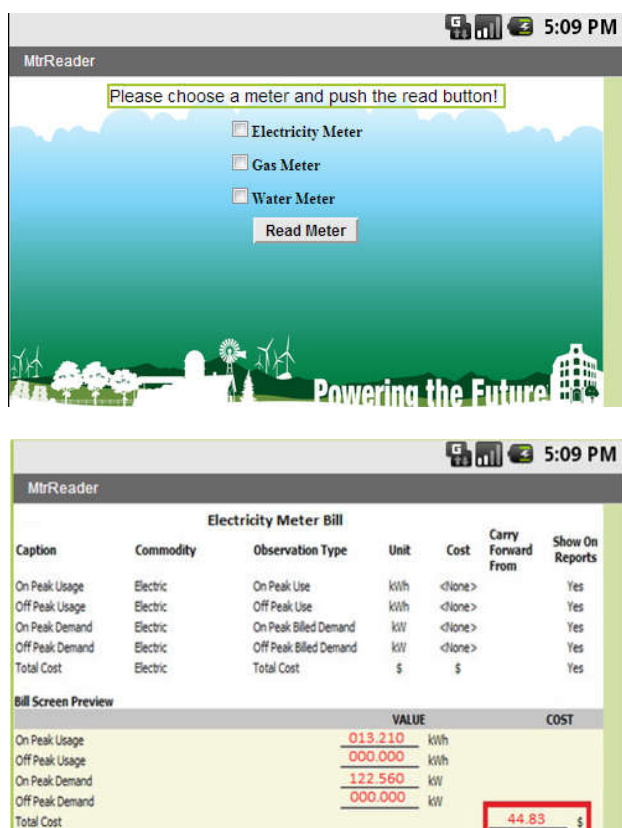 5:09 PM
MtrReader
Please choose a meter and push the read button!
Electricity Meter
Gas Meter
Water Meter
Read Meter
Powering the Future
5:09 PM
MtrReader
Electricity Meter Bill
Caption Commodity Observation Type Unit Cost Carry Forward From Show On Reports
On Peak Usage Electric On Peak Use kWh <None> Yes
Off Peak Usage Electric Off Peak Use kWh <None> Yes
On Peak Demand Electric On Peak Billed Demand kW <None> Yes
Off Peak Demand Electric Off Peak Billed Demand kW <None> Yes
Total Cost Electric Total Cost $ $ Yes
Bill Screen Preview
VALUE COST
On Peak Usage 013.210 kWh
Off Peak Usage 000.000 kWh
On Peak Demand 122.560 kW
Off Peak Demand 000.000 kW
Total Cost 44.83 $